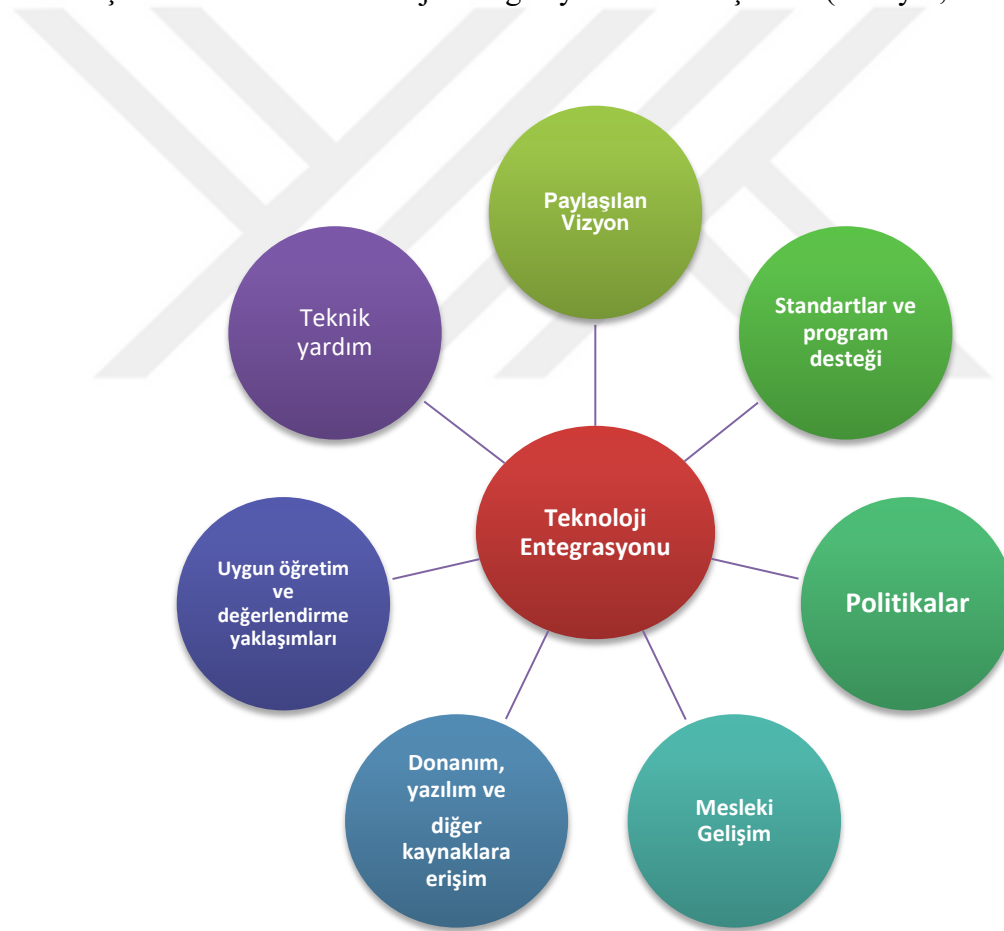 Paylaşılan
Vizyon
Standartlar ve
program
desteği
Teknik
yardım
Teknoloji
Entegrasyonu
Politikalar
Uygun öğretim
ve
değerlendirme
yaklaşımları
Donanım,
yazılım ve
diğer
kaynaklara
erişim
Mesleki
Gelişim